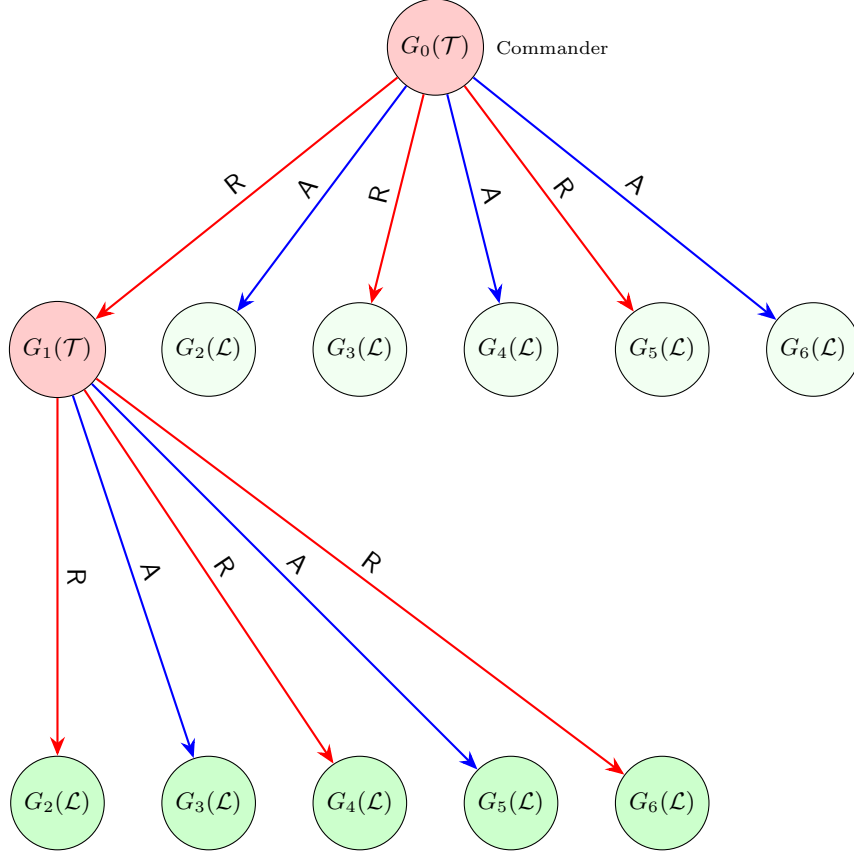 G₀(𝒯) Commander
R A R A R A
G₁(𝒯) G₂(ℒ) G₃(ℒ) G₄(ℒ) G₅(ℒ) G₆(ℒ)
R A R A R
G₂(ℒ) G₃(ℒ) G₄(ℒ) G₅(ℒ) G₆(ℒ)